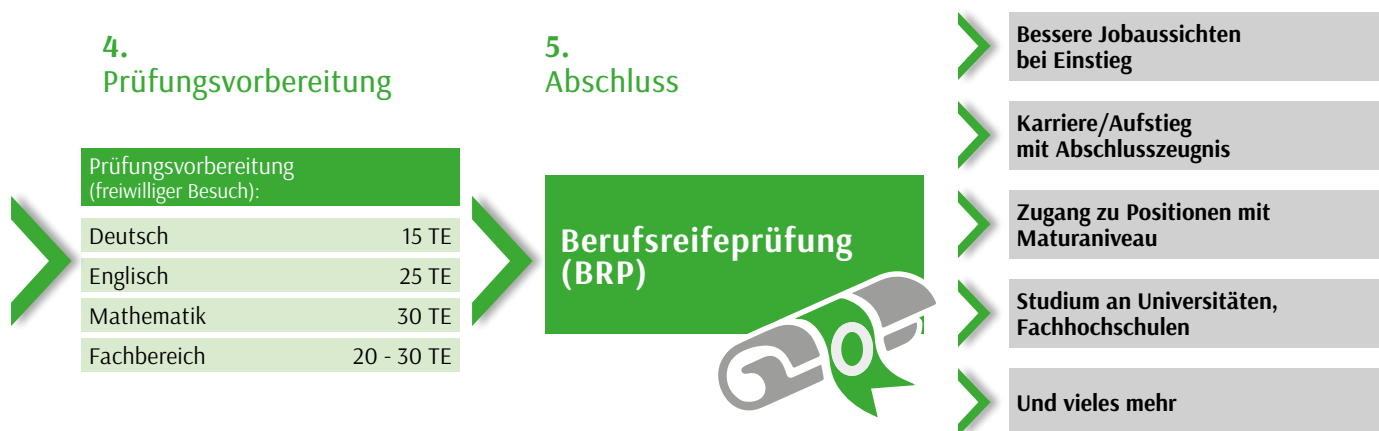 4.
Prüfungsvorbereitung
Prüfungsvorbereitung
(freiwilliger Besuch):
Deutsch 15 TE
Englisch 25 TE
Mathematik 30 TE
Fachbereich 20 - 30 TE
5.
Abschluss
Berufsreifeprüfung
(BRP)
Bessere Jobaussichten
bei Einstieg
Karriere/Aufstieg
mit Abschlusszeugnis
Zugang zu Positionen mit
Maturaniveau
Studium an Universitäten,
Fachhochschulen
Und vieles mehr